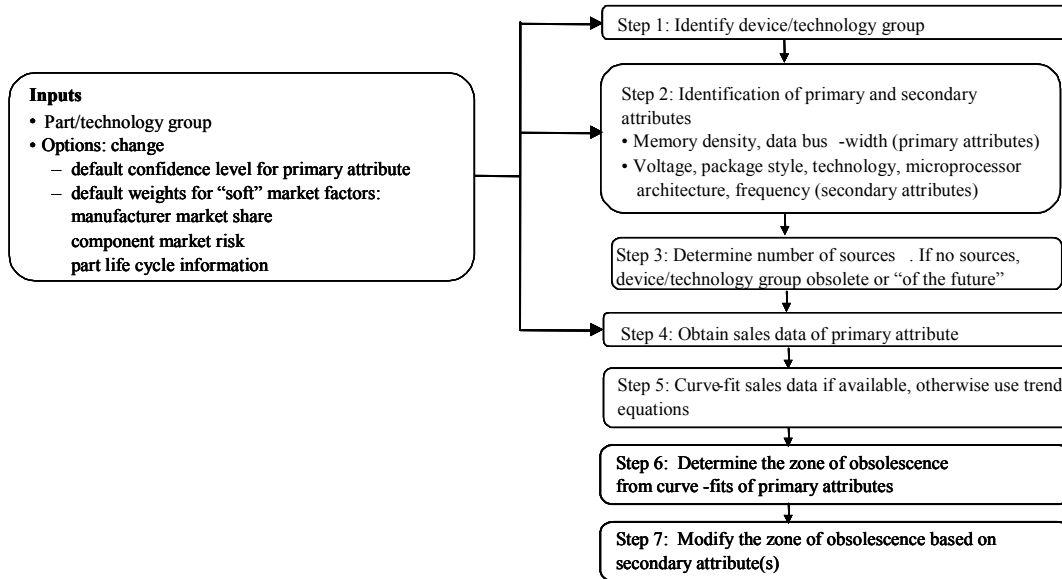 Inputs
• Part/technology group
• Options: change
– default confidence level for primary attribute
– default weights for “soft” market factors:
manufacturer market share
component market risk
part life cycle information
Step 1: Identify device/technology group
Step 2: Identification of primary and secondary
attributes
• Memory density, data bus -width (primary attributes)
• Voltage, package style, technology, microprocessor
architecture, frequency (secondary attributes)
Step 3: Determine number of sources . If no sources,
device/technology group obsolete or “of the future”
Step 4: Obtain sales data of primary attribute
Step 5: Curve-fit sales data if available, otherwise use trend
equations
Step 6: Determine the zone of obsolescence
from curve -fits of primary attributes
Step 7: Modify the zone of obsolescence based on
secondary attribute(s)